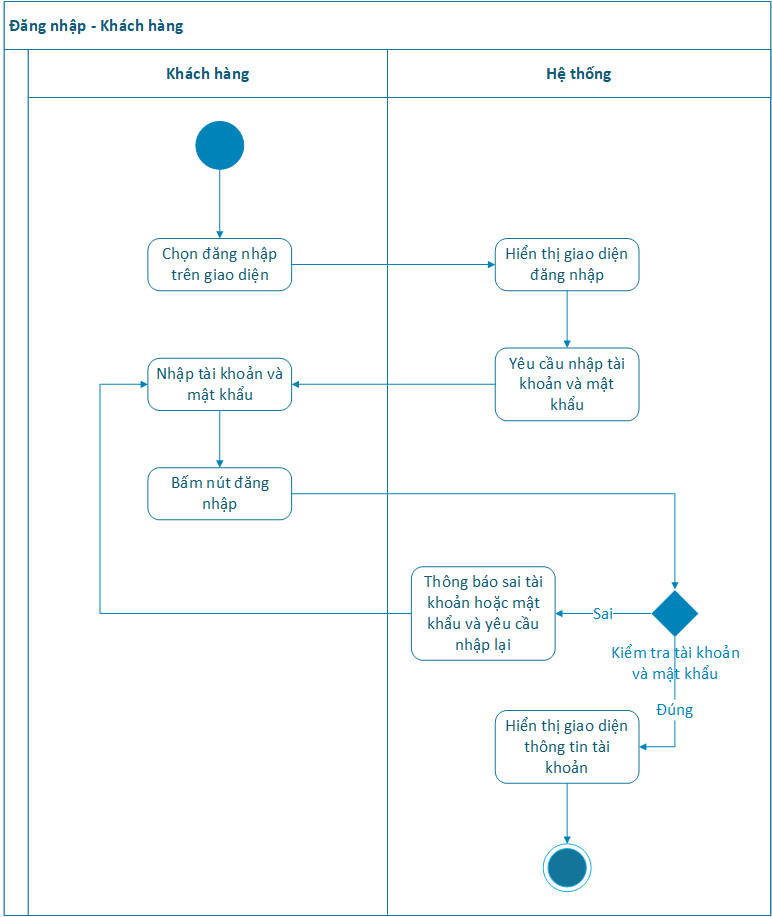 Đăng nhập - Khách hàng
Khách hàng
Hệ thống
Chọn đăng nhập
trên giao diện
Hiển thị giao diện
đăng nhập
Yêu cầu nhập tài
khoản và mật
khẩu
Nhập tài khoản và
mật khẩu
Bấm nút đăng
nhập
Thông báo sai tài
khoản hoặc mật
khẩu và yêu cầu
nhập lại
Sai
Kiểm tra tài khoản
và mật khẩu
Đúng
Hiển thị giao diện
thông tin tài
khoản